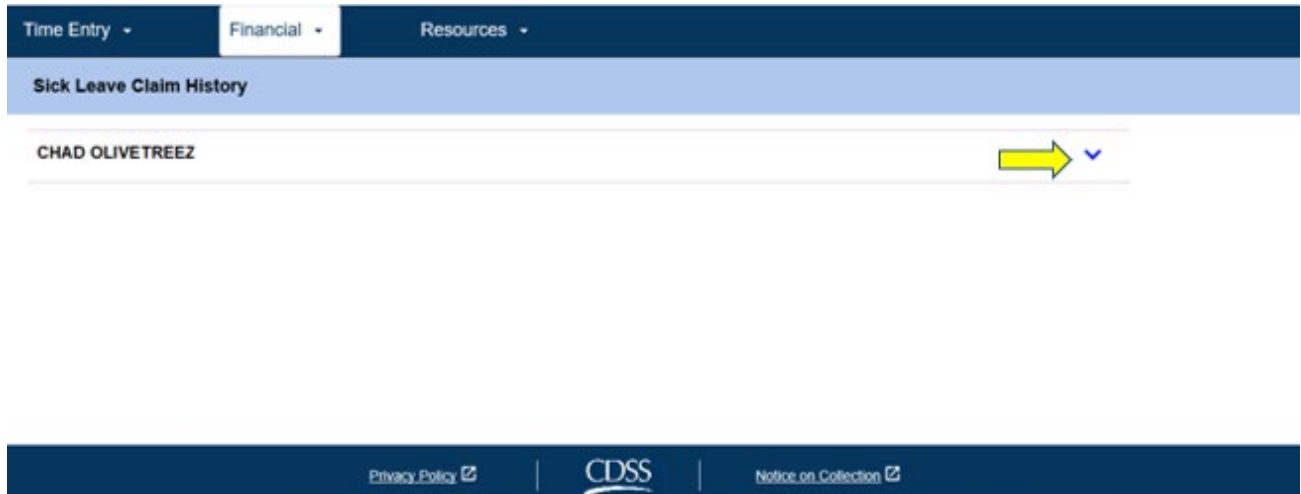 Time Entry Financial Resources
Sick Leave Claim History
CHAD OLIVETREEZ
Privacy Policy CDSS Notice on Collection